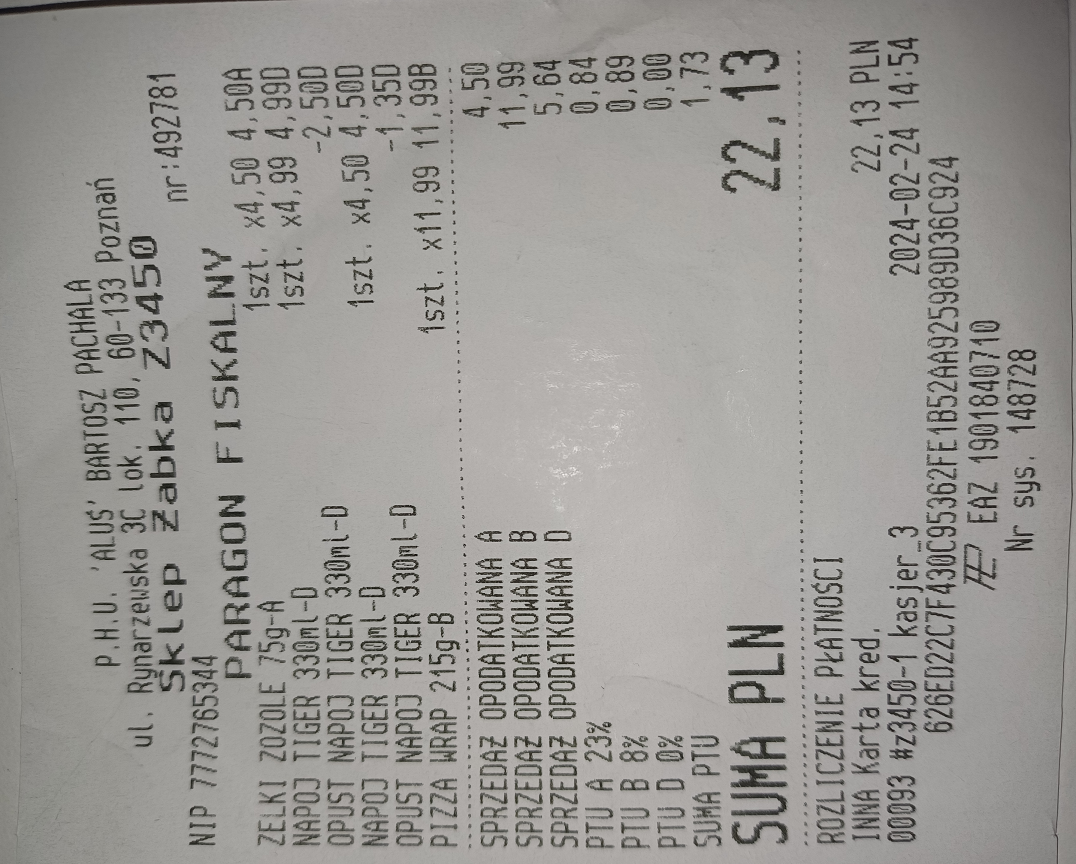 P.H.U. 'ALUŚ' BARTOSZ PACHALA
ul. Rynarzewska 3C lok. 110, 60-133 Poznań
Sklep Żabka Z3450
NIP 7772765344 nr:492781
PARAGON FISKALNY
ŻELKI ZOZOLE 75g-A 1szt. x4,50 4,50A
NAPOJ TIGER 330ml-D 1szt. x4,99 4,99D
OPUST NAPOJ TIGER 330ml-D -2,50D
NAPOJ TIGER 330ml-D 1szt. x4,50 4,50D
OPUST NAPOJ TIGER 330ml-D -1,35D
PIZZA WRAP 215g-B 1szt. x11,99 11,99B
SPRZEDAŻ OPODATKOWANA A 4,50
SPRZEDAŻ OPODATKOWANA B 11,99
SPRZEDAŻ OPODATKOWANA D 5,64
PTU A 23% 0,84
PTU B 8% 0,89
PTU D 0% 0,00
SUMA PTU 1,73
SUMA PLN 22,13
ROZLICZENIE PŁATNOŚCI
INNA Karta kred. 22,13 PLN
00093 #z3450-1 kasjer_3 2024-02-24 14:54
626ED22C7F430C95362FE1B52AA925989D36C924
EAZ 1901840710
Nr sys. 148728